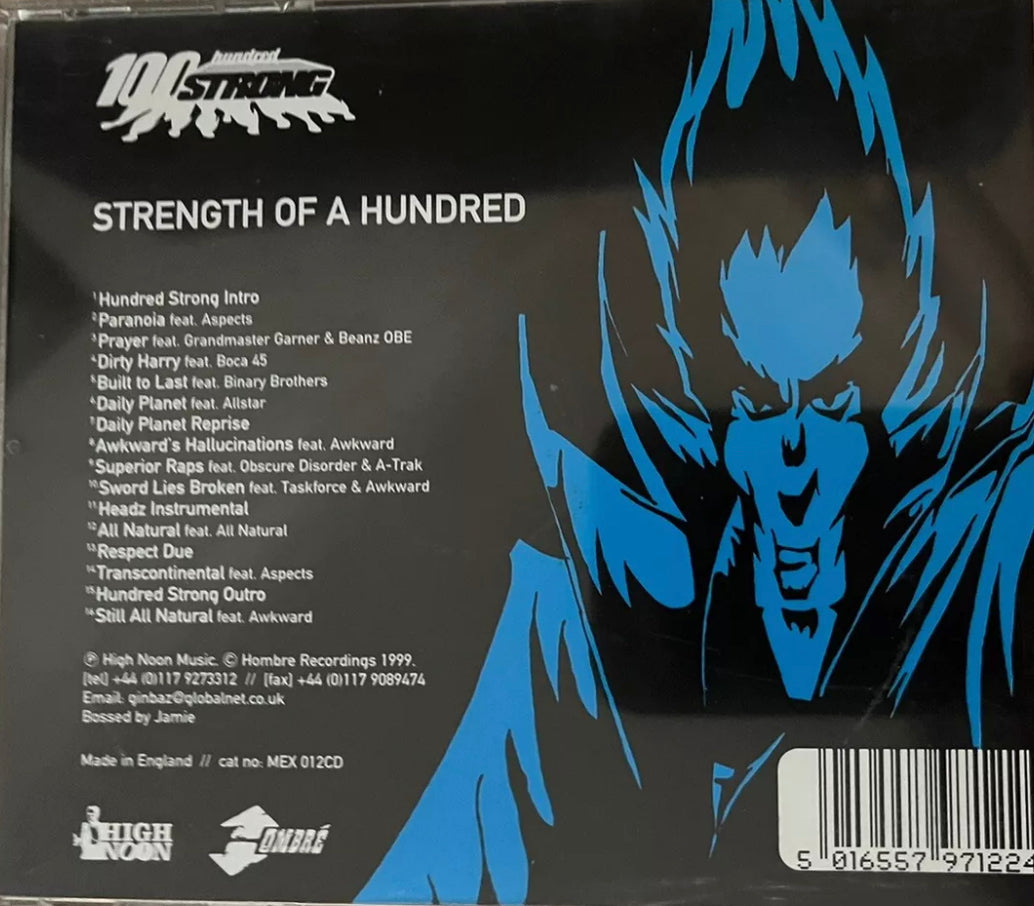 100 hundred
STRONG
STRENGTH OF A HUNDRED
1 Hundred Strong Intro
2 Paranoia feat. Aspects
3 Prayer feat. Grandmaster Garner & Beanz OBE
4 Dirty Harry feat. Boca 45
5 Built to Last feat. Binary Brothers
6 Daily Planet feat. Allstar
7 Daily Planet Reprise
8 Awkward's Hallucinations feat. Awkward
9 Superior Raps feat. Obscure Disorder & A-Trak
10 Sword Lies Broken feat. Taskforce & Awkward
11 Headz Instrumental
12 All Natural feat. All Natural
13 Respect Due
14 Transcontinental feat. Aspects
15 Hundred Strong Outro
16 Still All Natural feat. Awkward
℗ High Noon Music. © Hombre Recordings 1999.
[tel] +44 (0)117 9273312 // [fax] +44 (0)117 9089474
Email: qinbaz@globalnet.co.uk
Bossed by Jamie
Made in England // cat no: MEX 012CD
HIGH
NOON
OMBRÉ
5 016557 971224